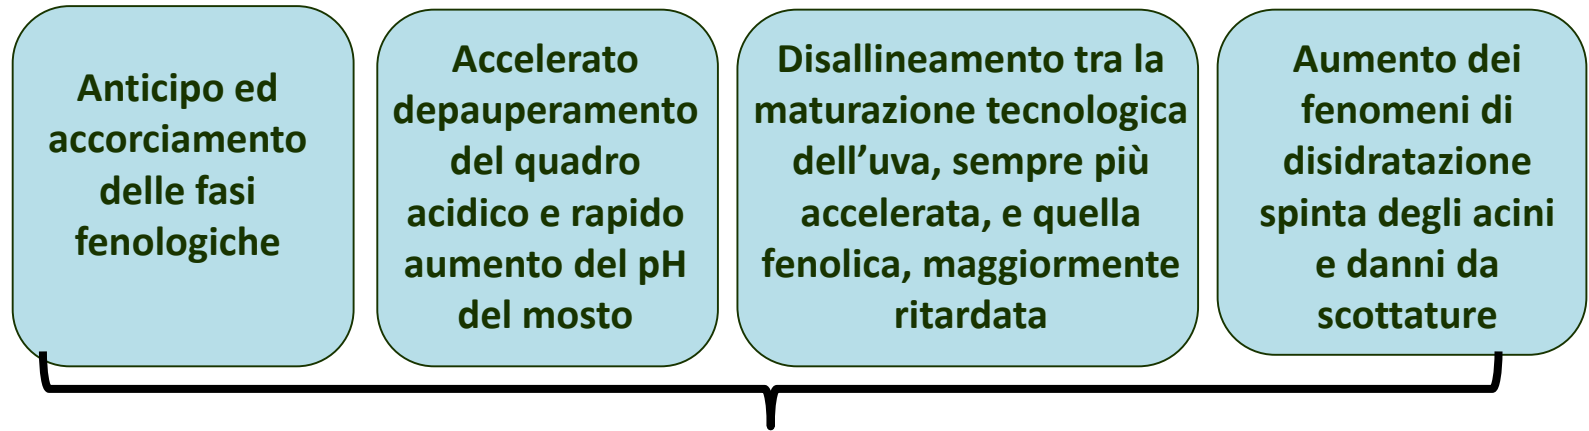 Anticipo ed
accorciamento
delle fasi
fenologiche
Accelerato
depauperamento
del quadro
acidico e rapido
aumento del pH
del mosto
Disallineamento tra la
maturazione tecnologica
dell’uva, sempre più
accelerata, e quella
fenolica, maggiormente
ritardata
Aumento dei
fenomeni di
disidratazione
spinta degli acini
e danni da
scottature